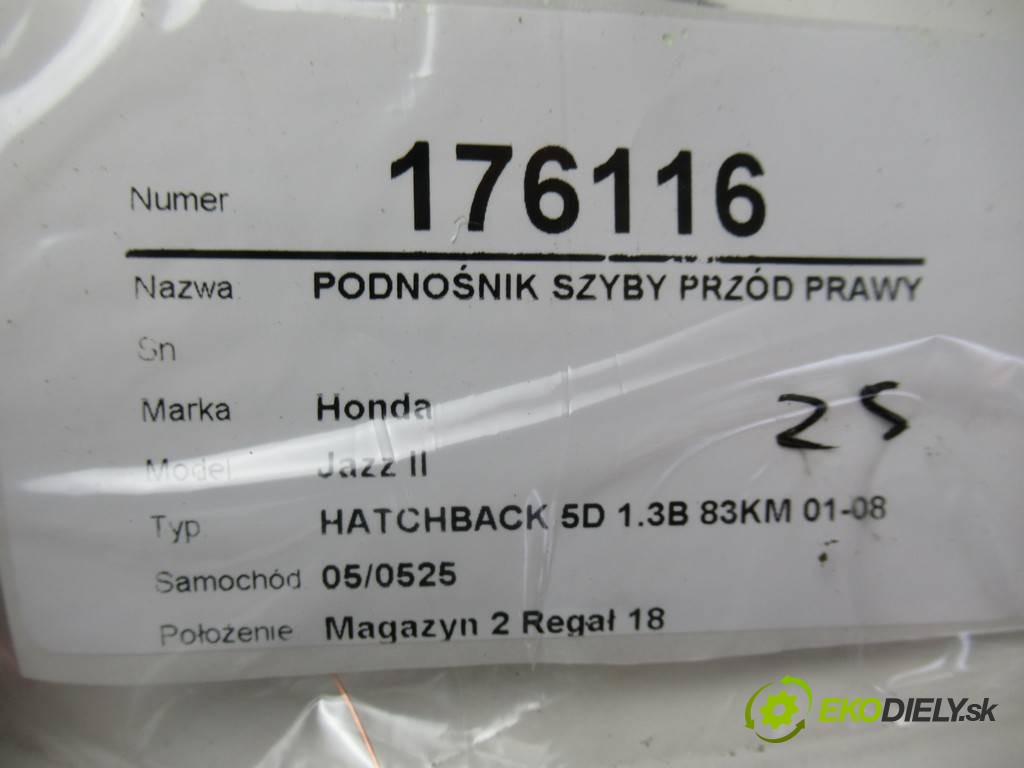 Numer 176116
Nazwa PODNOŚNIK SZYBY PRZÓD PRAWY
Sn
Marka Honda
25
Model Jazz II
Typ HATCHBACK 5D 1.3B 83KM 01-08
Samochód 05/0525
Położenie Magazyn 2 Regał 18
EKODIELY.sk